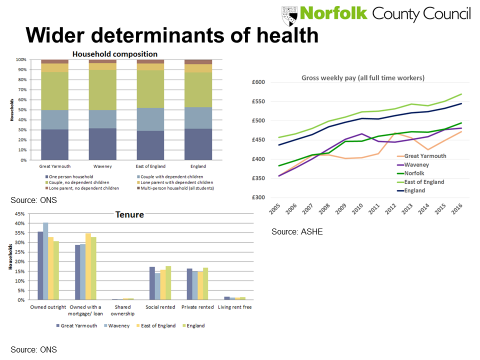 Norfolk County Council
Wider determinants of health
Household composition
100%
90%
80%
70%
60%
50%
40%
30%
20%
10%
0%
Households
Great Yarmouth Waveney East of England England
One person household Couple with dependent children
Couple, no dependent children Lone parent with dependent children
Lone parent, no dependent children Multi-person household (all students)
Source: ONS
Gross weekly pay (all full time workers)
£600
£550
£500
£450
£400
£350
£300
Great Yarmouth
Waveney
Norfolk
East of England
England
2005 2006 2007 2008 2009 2010 2011 2012 2013 2014 2015 2016
Source: ASHE
Tenure
45%
40%
35%
30%
25%
20%
15%
10%
5%
0%
Households
Owned outright Owned with a mortgage/ loan Shared ownership Social rented Private rented Living rent free
Great Yarmouth Waveney East of England England
Source: ONS